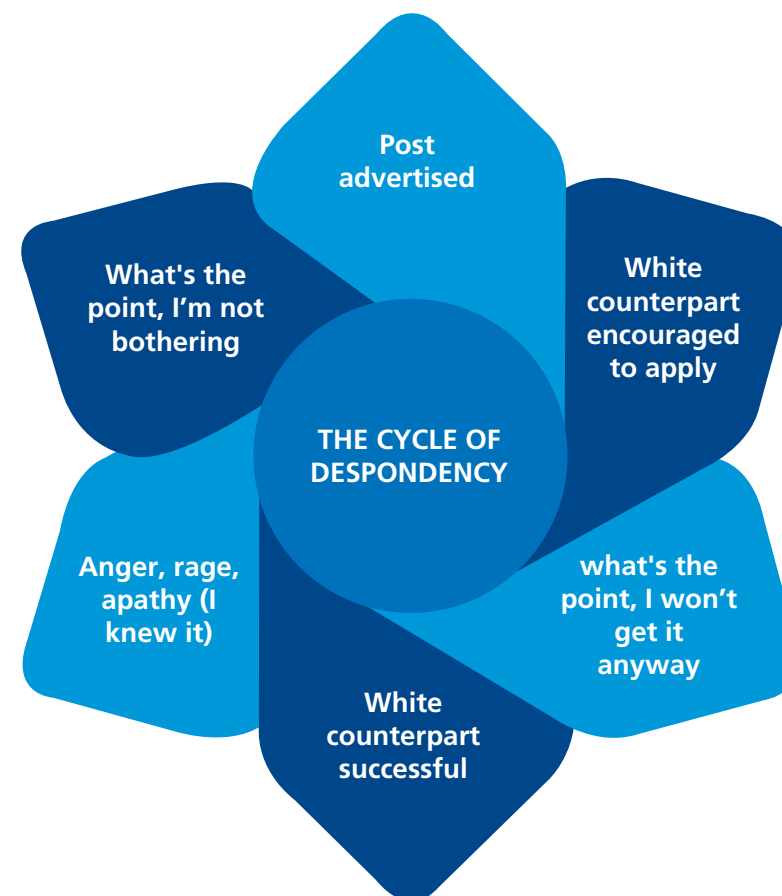 Post
advertised
White
counterpart
encouraged
to apply
what's the
point, I won’t
get it
anyway
White
counterpart
successful
Anger, rage,
apathy (I
knew it)
What's the
point, I’m not
bothering
THE CYCLE OF
DESPONDENCY